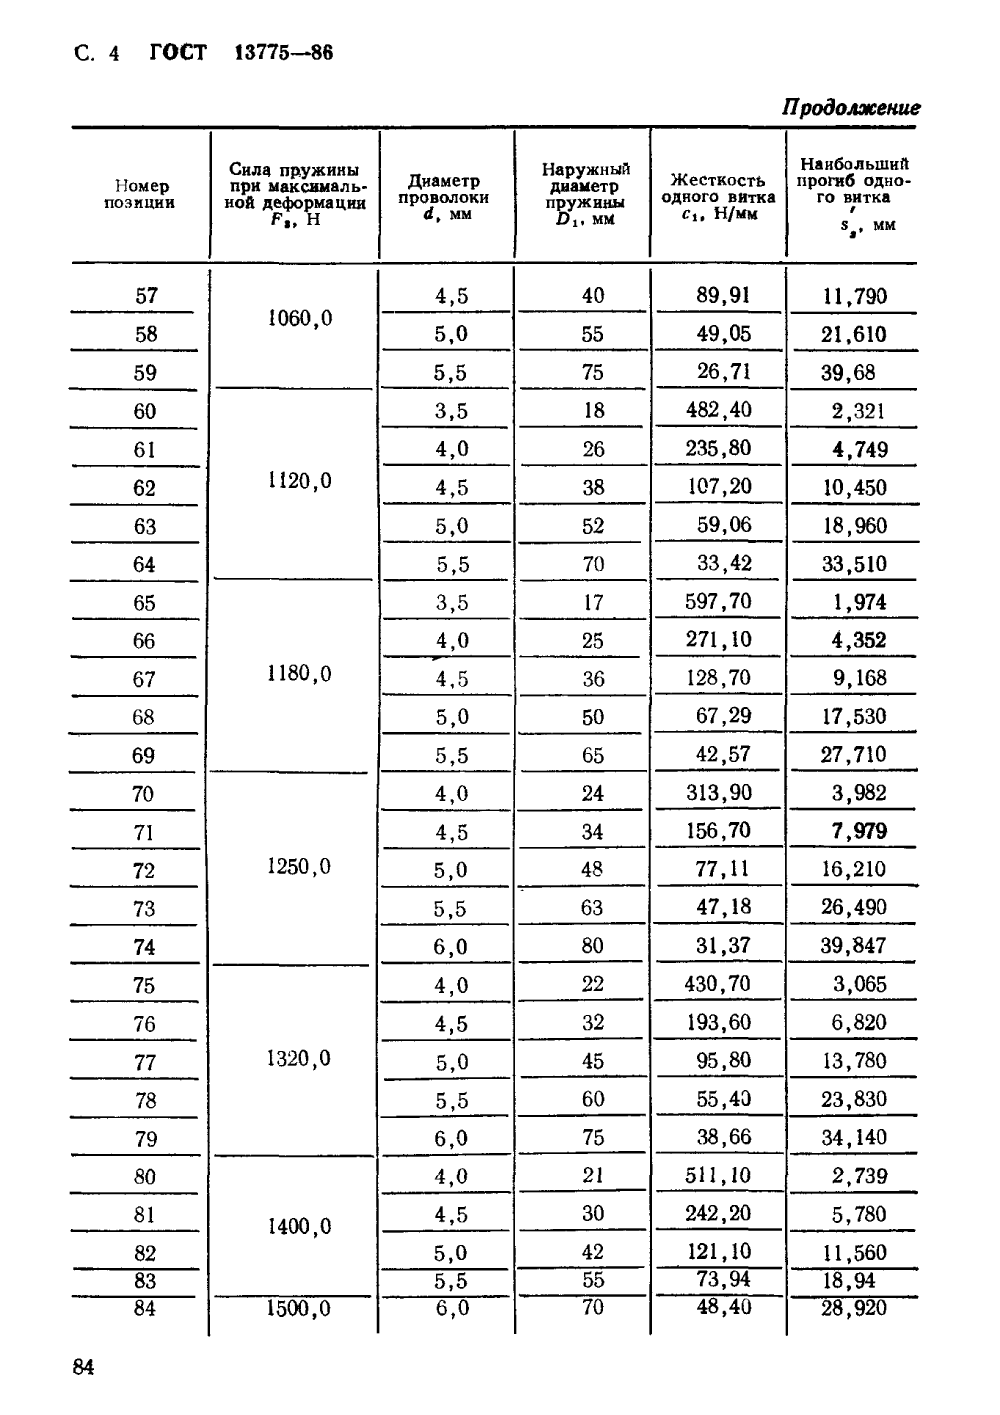 С. 4 ГОСТ 13775—86
Продолжение
Номер позиции | Сила пружины при максимальной деформации F₃, Н | Диаметр проволоки d, мм | Наружный диаметр пружины D₁, мм | Жесткость одного витка c₁, Н/мм | Наибольший прогиб одного витка s′₃, мм
57 | 1060,0 | 4,5 | 40 | 89,91 | 11,790
58 | 5,0 | 55 | 49,05 | 21,610
59 | 5,5 | 75 | 26,71 | 39,68
60 | 1120,0 | 3,5 | 18 | 482,40 | 2,321
61 | 4,0 | 26 | 235,80 | 4,749
62 | 4,5 | 38 | 107,20 | 10,450
63 | 5,0 | 52 | 59,06 | 18,960
64 | 5,5 | 70 | 33,42 | 33,510
65 | 1180,0 | 3,5 | 17 | 597,70 | 1,974
66 | 4,0 | 25 | 271,10 | 4,352
67 | 4,5 | 36 | 128,70 | 9,168
68 | 5,0 | 50 | 67,29 | 17,530
69 | 5,5 | 65 | 42,57 | 27,710
70 | 1250,0 | 4,0 | 24 | 313,90 | 3,982
71 | 4,5 | 34 | 156,70 | 7,979
72 | 5,0 | 48 | 77,11 | 16,210
73 | 5,5 | 63 | 47,18 | 26,490
74 | 6,0 | 80 | 31,37 | 39,847
75 | 1320,0 | 4,0 | 22 | 430,70 | 3,065
76 | 4,5 | 32 | 193,60 | 6,820
77 | 5,0 | 45 | 95,80 | 13,780
78 | 5,5 | 60 | 55,40 | 23,830
79 | 6,0 | 75 | 38,66 | 34,140
80 | 1400,0 | 4,0 | 21 | 511,10 | 2,739
81 | 4,5 | 30 | 242,20 | 5,780
82 | 5,0 | 42 | 121,10 | 11,560
83 | 5,5 | 55 | 73,94 | 18,94
84 | 1500,0 | 6,0 | 70 | 48,40 | 28,920
84